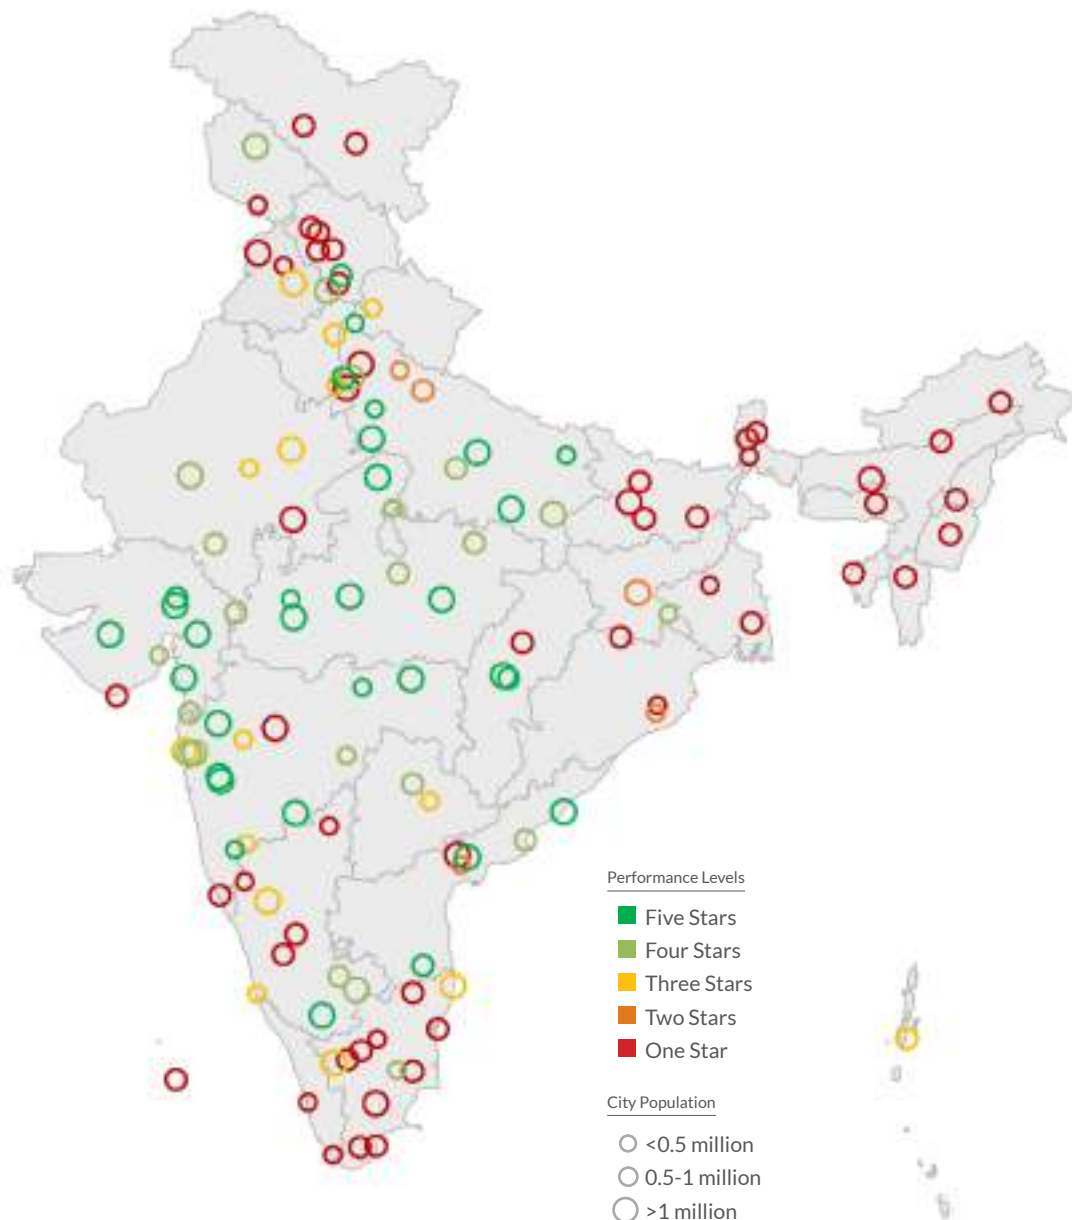 Performance Levels
Five Stars
Four Stars
Three Stars
Two Stars
One Star
City Population
<0.5 million
0.5-1 million
>1 million